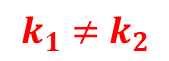 k₁ ≠ k₂